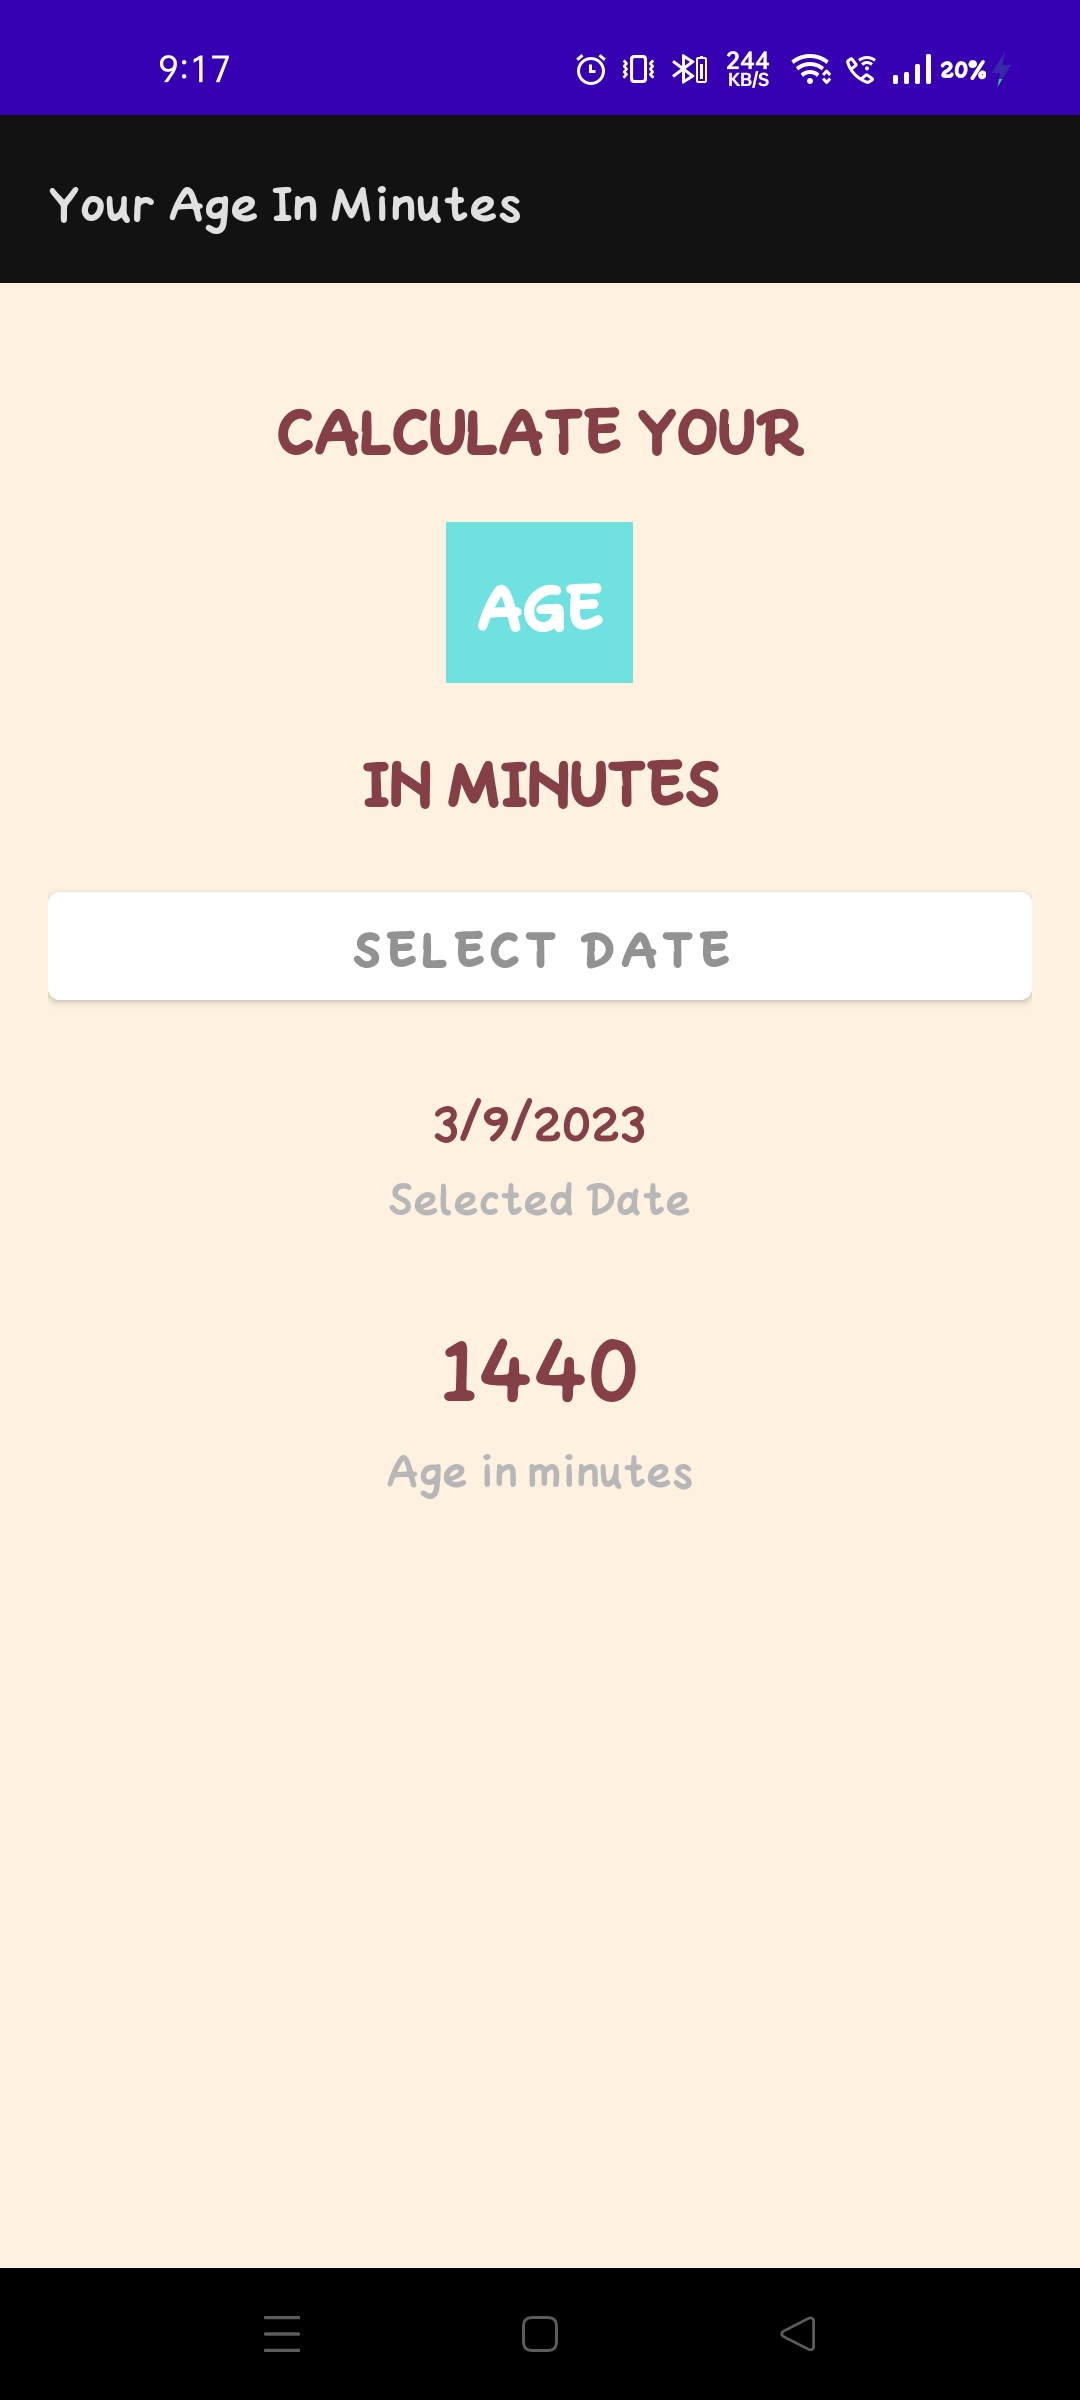 9:17
244
KB/S
20%
Your Age In Minutes
CALCULATE YOUR
AGE
IN MINUTES
SELECT DATE
3/9/2023
Selected Date
1440
Age in minutes